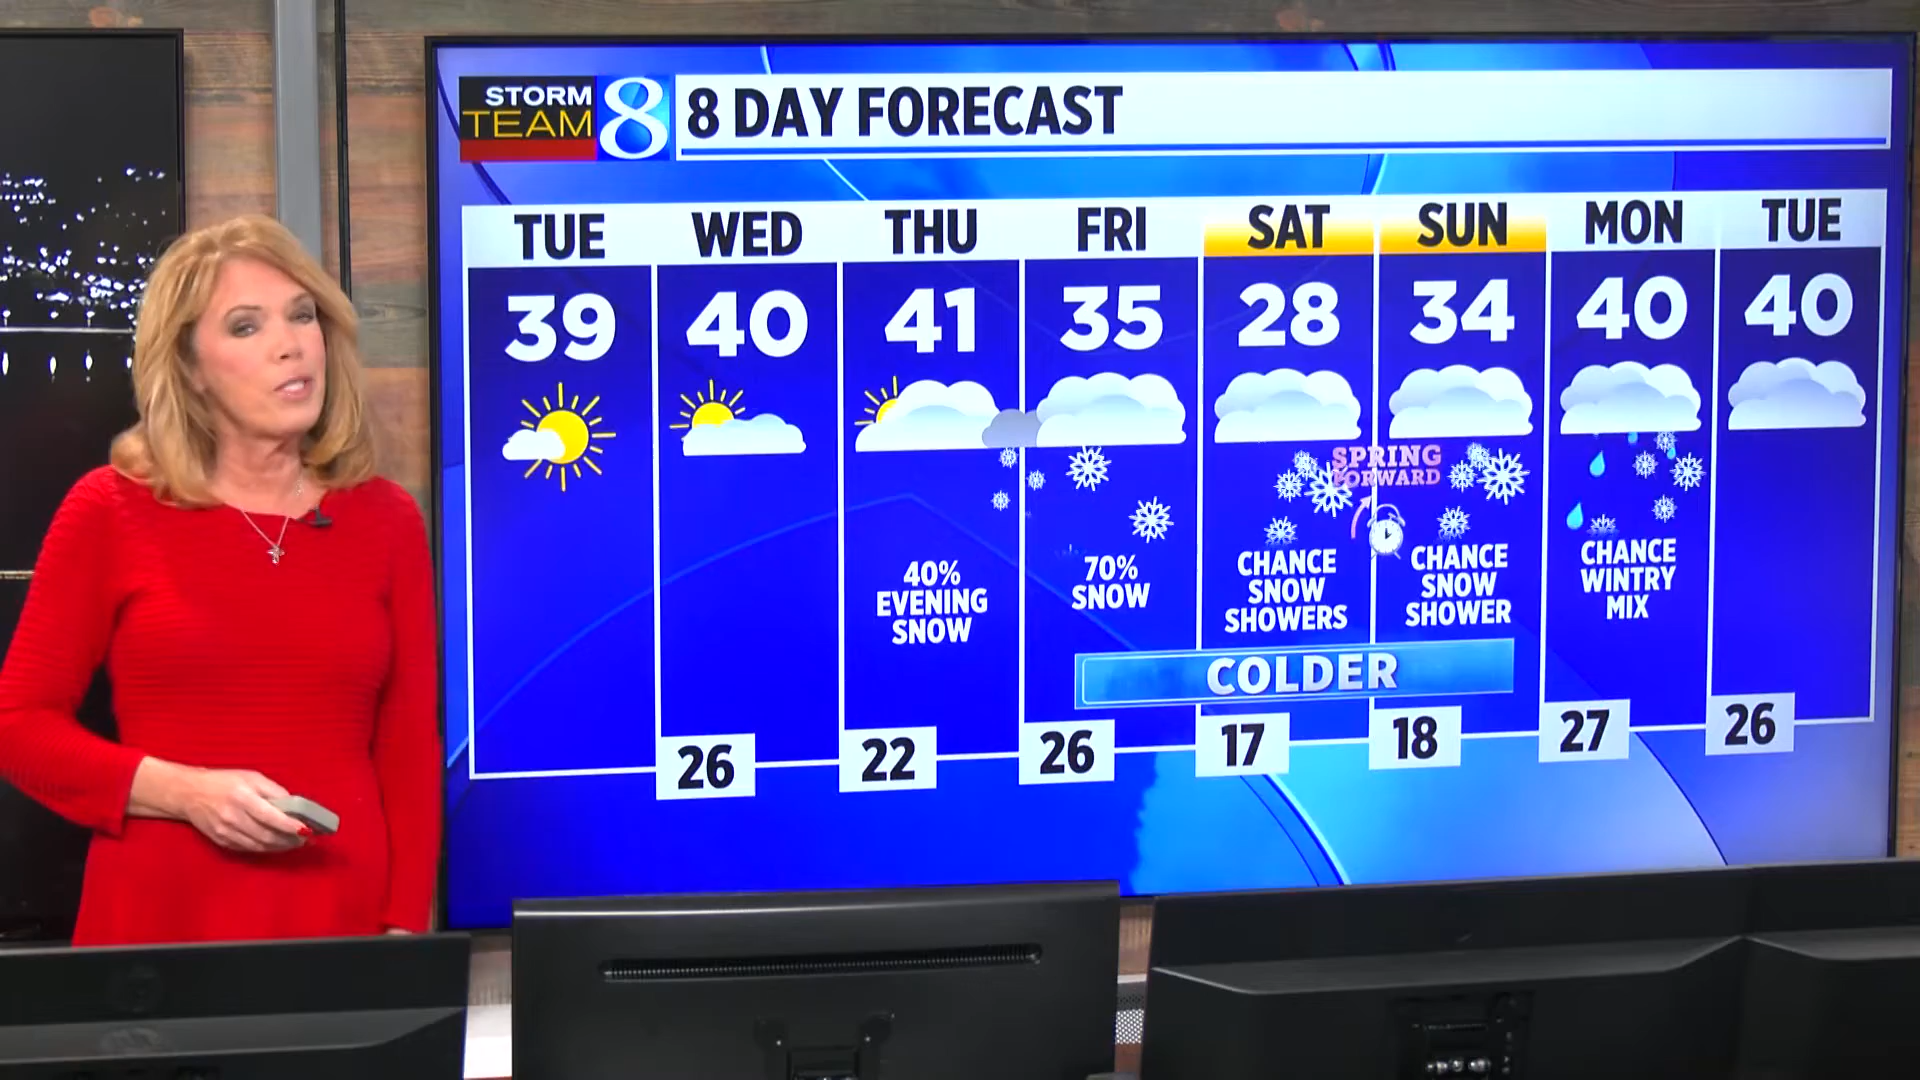 STORM
TEAM
8
8 DAY FORECAST
TUE WED THU FRI SAT SUN MON TUE
39 40 41 35 28 34 40 40
SPRING
FORWARD
40%
EVENING
SNOW
70%
SNOW
CHANCE
SNOW
SHOWERS
CHANCE
SNOW
SHOWER
CHANCE
WINTRY
MIX
COLDER
26 22 26 17 18 27 26